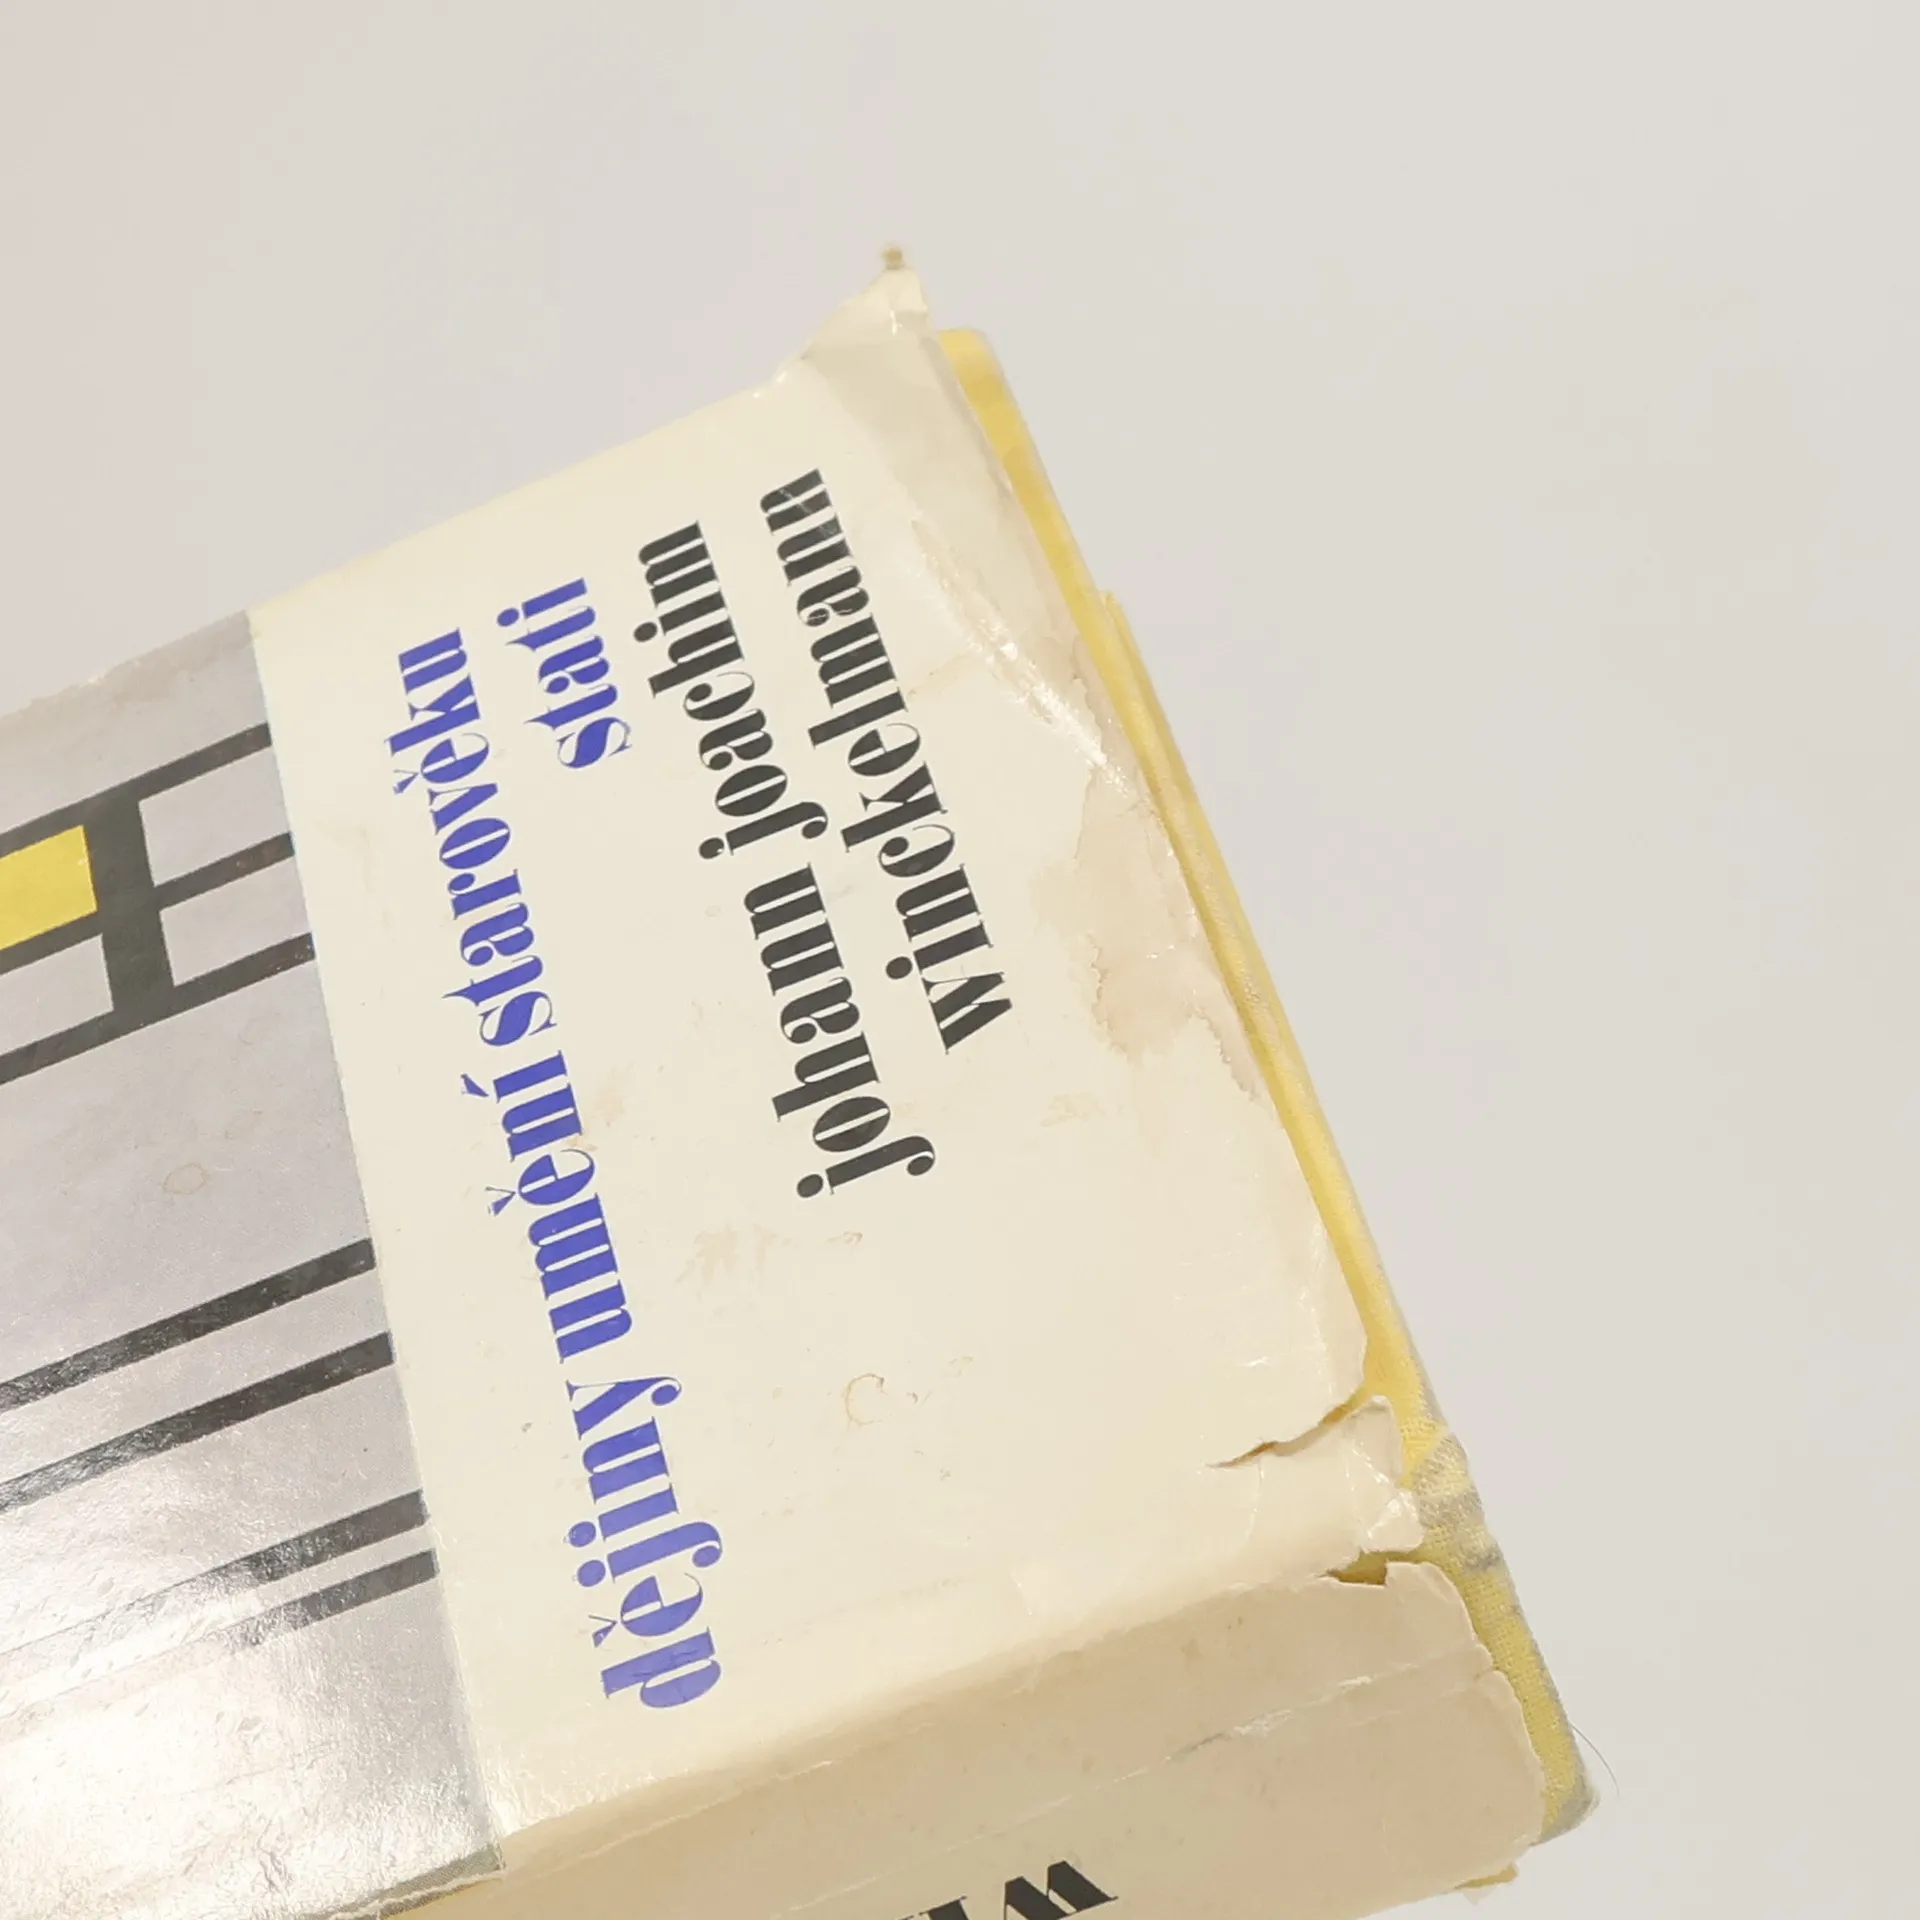 dějiny umění starověku
stati
johann joachim
winckelmann